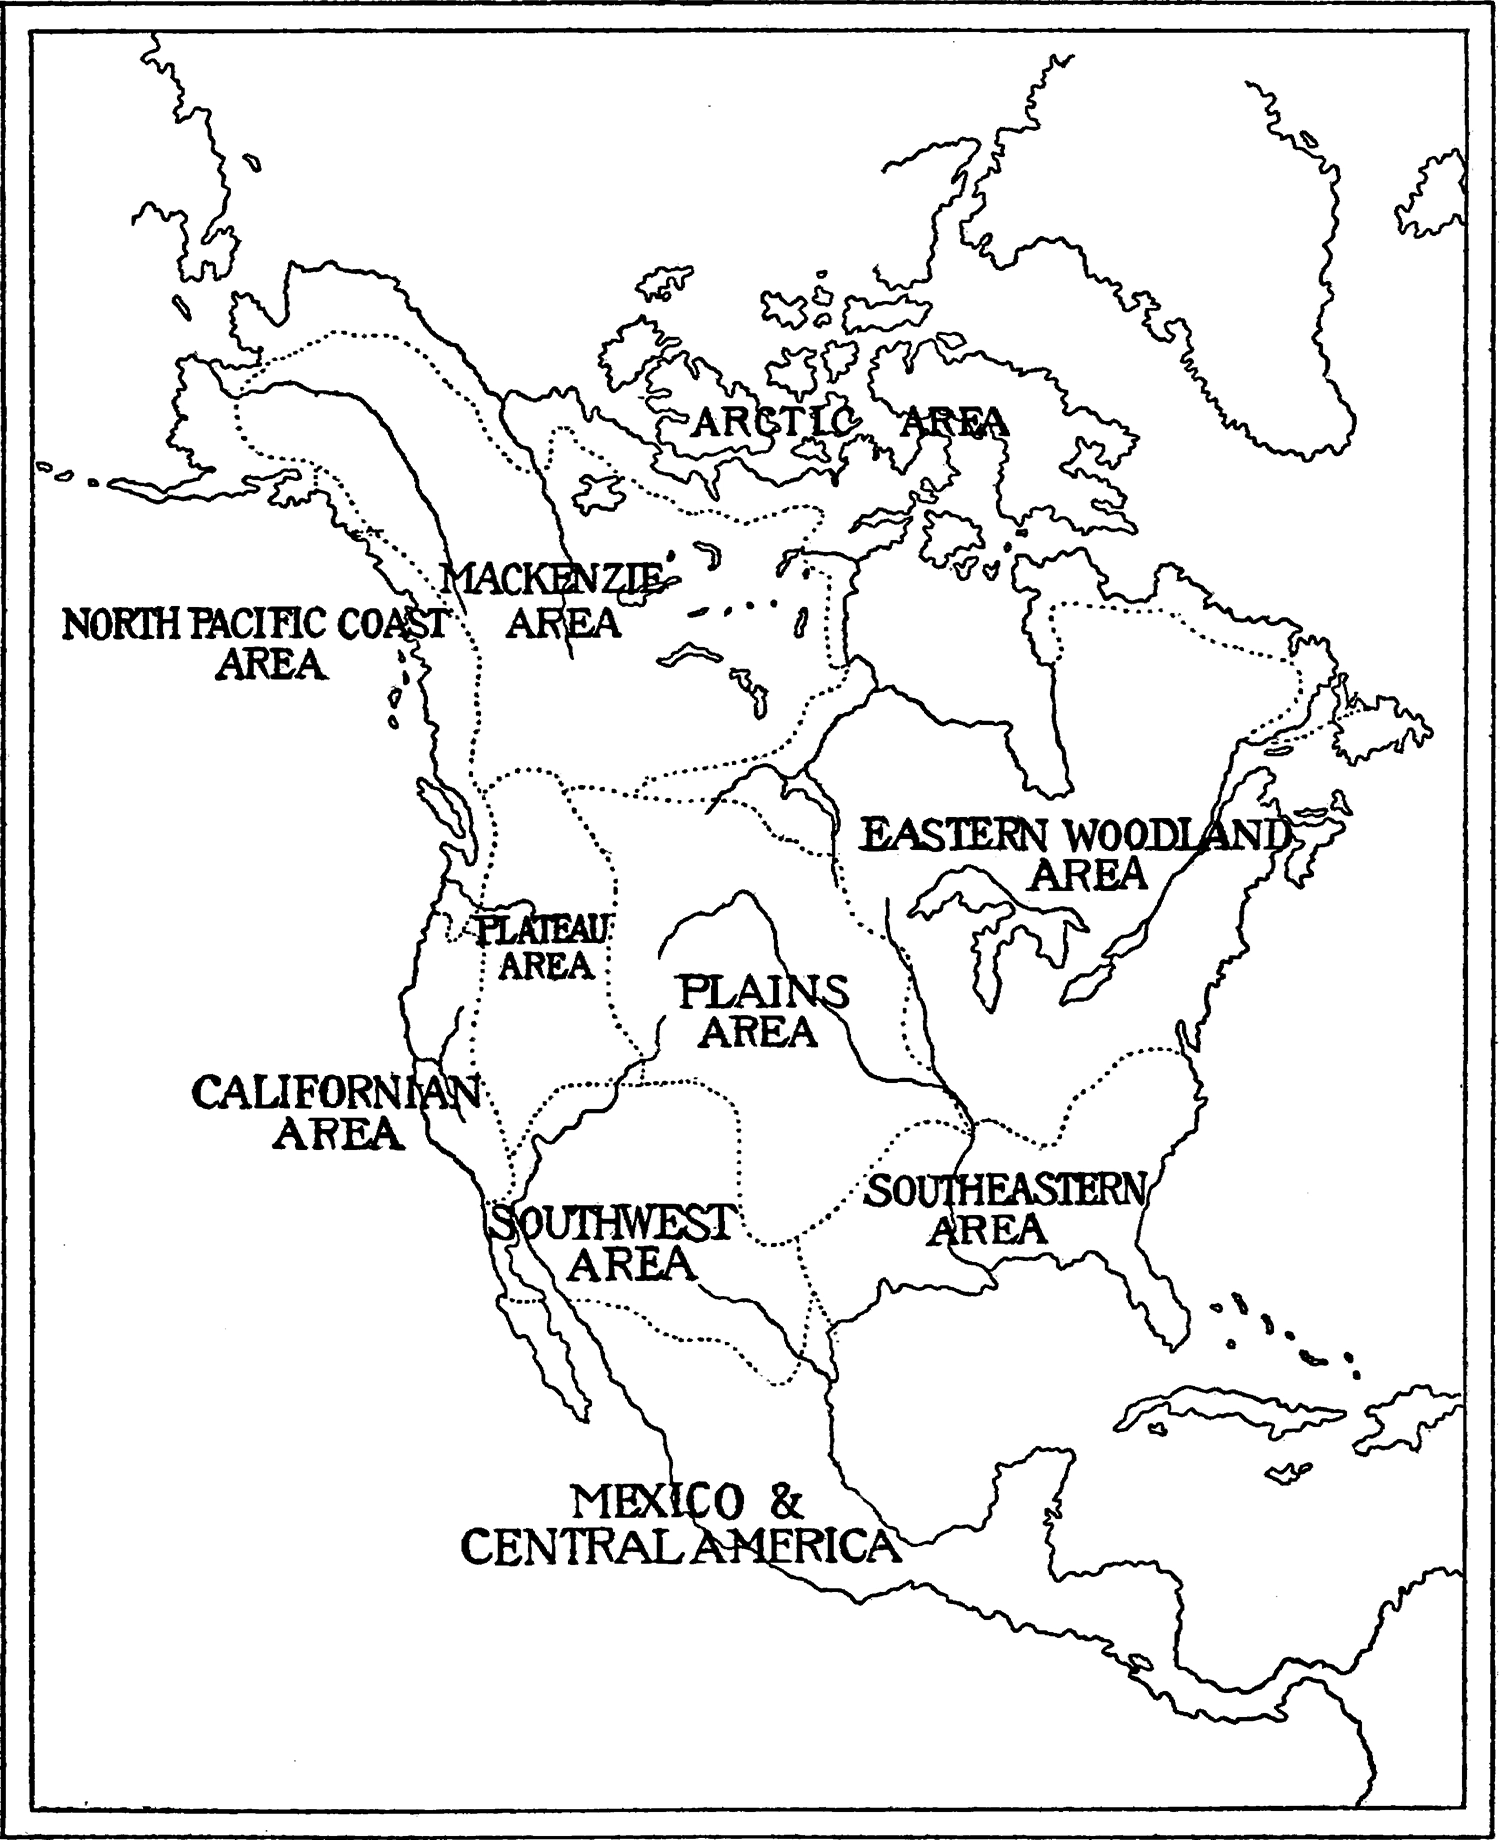 ARCTIC AREA
MACKENZIE
AREA
NORTH PACIFIC COAST
AREA
EASTERN WOODLAND
AREA
PLATEAU
AREA
PLAINS
AREA
CALIFORNIAN
AREA
SOUTHEASTERN
AREA
SOUTHWEST
AREA
MEXICO &
CENTRAL AMERICA